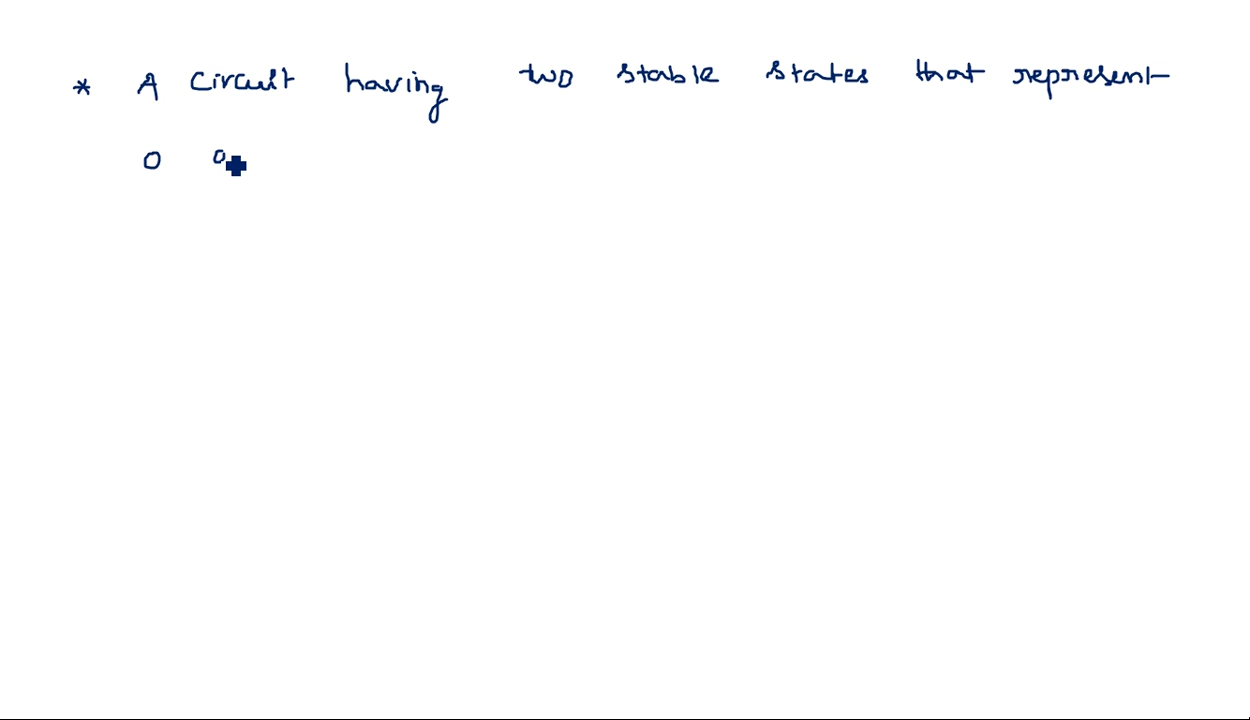 * A circuit having two stable states that represent
0 o